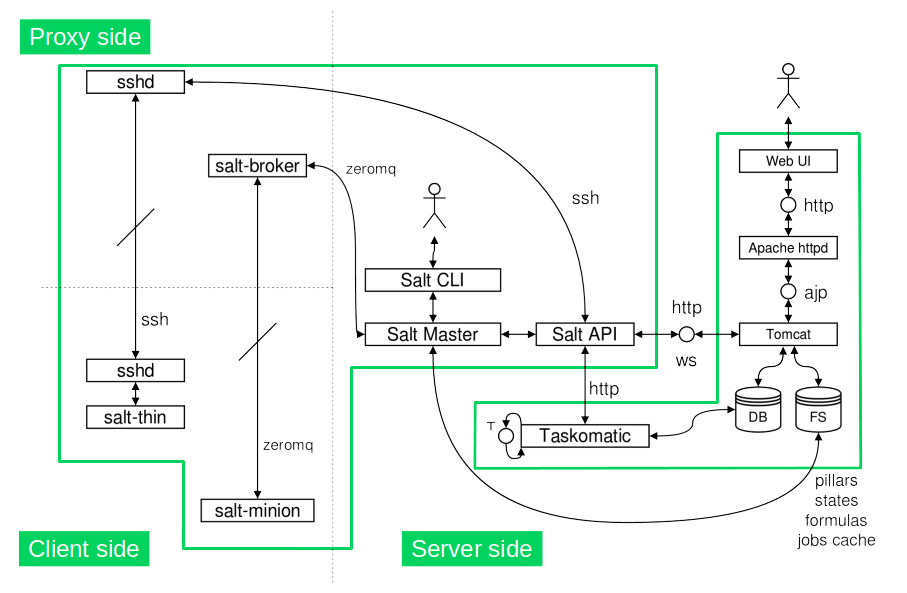 Proxy side
sshd
salt-broker
zeromq
ssh
Web UI
http
Apache httpd
ajp
Salt CLI
Salt Master
Salt API
http
ws
Tomcat
ssh
sshd
salt-thin
http
DB
FS
T
Taskomatic
zeromq
salt-minion
pillars
states
formulas
jobs cache
Client side
Server side